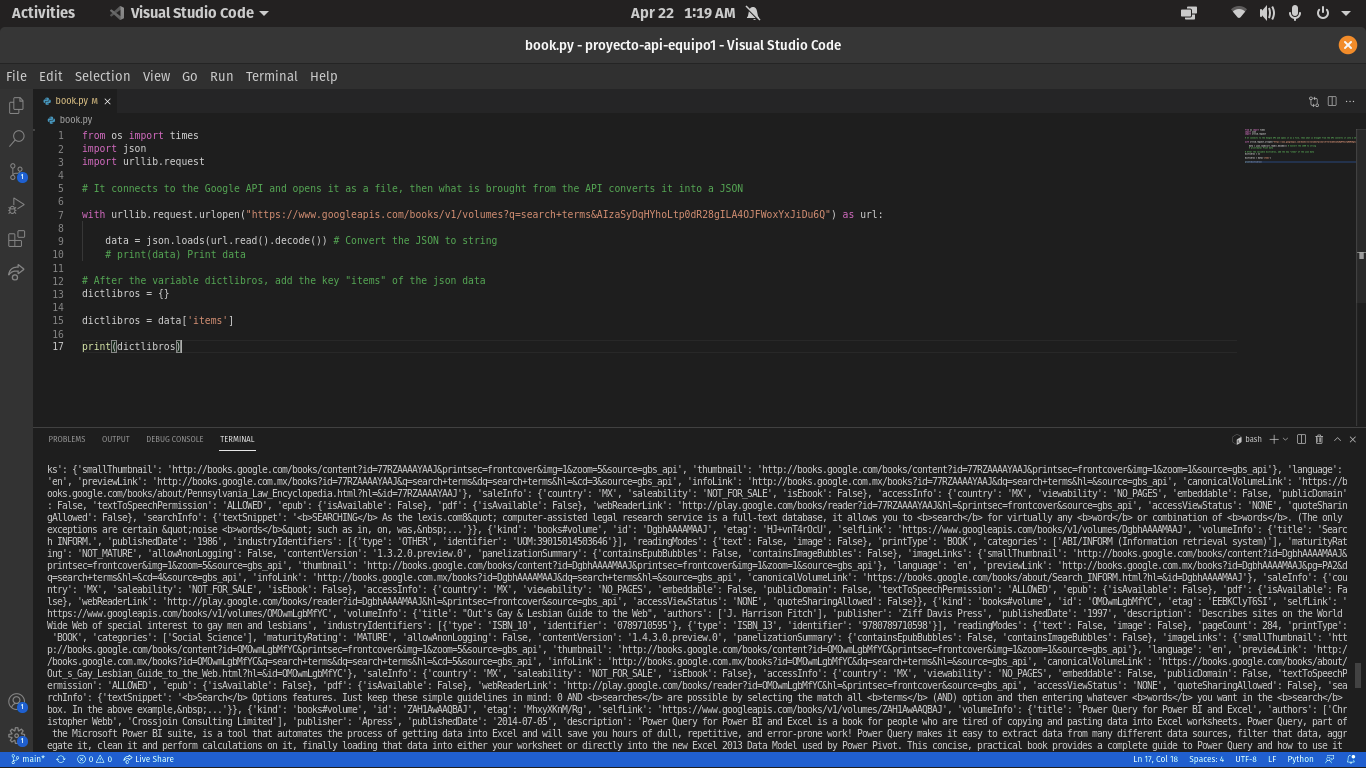 Activities
Visual Studio Code
Apr 22 1:19 AM
book.py - proyecto-api-equipo1 - Visual Studio Code
File Edit Selection View Go Run Terminal Help
book.py M
book.py
1 from os import times
2 import json
3 import urllib.request
4
5 # It connects to the Google API and opens it as a file, then what is brought from the API converts it into a JSON
6
7 with urllib.request.urlopen("https://www.googleapis.com/books/v1/volumes?q=search+terms&AIzaSyDqHYhoLtp0dR28gILA4OJFWoxYxJiDu6Q") as url:
8
9 data = json.loads(url.read().decode()) # Convert the JSON to string
10 # print(data) Print data
11
12 # After the variable dictlibros, add the key "items" of the json data
13 dictlibros = {}
14
15 dictlibros = data['items']
16
17 print(dictlibros)
PROBLEMS OUTPUT DEBUG CONSOLE TERMINAL
bash
ks': {'smallThumbnail': 'http://books.google.com/books/content?id=77RZAAAAYAAJ&printsec=frontcover&img=1&zoom=5&source=gbs_api', 'thumbnail': 'http://books.google.com/books/content?id=77RZAAAAYAAJ&printsec=frontcover&img=1&zoom=1&source=gbs_api'}, 'language':
'en', 'previewLink': 'http://books.google.com.mx/books?id=77RZAAAAYAAJ&q=search+terms&dq=search+terms&hl=&cd=3&source=gbs_api', 'infoLink': 'http://books.google.com.mx/books?id=77RZAAAAYAAJ&dq=search+terms&hl=&source=gbs_api', 'canonicalVolumeLink': 'https://b
ooks.google.com/books/about/Pennsylvania_Law_Encyclopedia.html?hl=&id=77RZAAAAYAAJ'}, 'saleInfo': {'country': 'MX', 'saleability': 'NOT_FOR_SALE', 'isEbook': False}, 'accessInfo': {'country': 'MX', 'viewability': 'NO_PAGES', 'embeddable': False, 'publicDomain'
: False, 'textToSpeechPermission': 'ALLOWED', 'epub': {'isAvailable': False}, 'pdf': {'isAvailable': False}, 'webReaderLink': 'http://play.google.com/books/reader?id=77RZAAAAYAAJ&hl=&printsec=frontcover&source=gbs_api', 'accessViewStatus': 'NONE', 'quoteSharin
gAllowed': False}, 'searchInfo': {'textSnippet': '<b>SEARCHING</b> As the lexis.com8&quot; computer-assisted legal research service is a full-text database, it allows you to <b>search</b> for virtually any <b>word</b> or combination of <b>words</b>. (The only
exceptions are certain &quot;noise <b>words</b>&quot; such as in, on, was,&nbsp;...'}}, {'kind': 'books#volume', 'id': 'DgbhAAAAMAAJ', 'etag': 'HJ+vnT4rOcU', 'selfLink': 'https://www.googleapis.com/books/v1/volumes/DgbhAAAAMAAJ', 'volumeInfo': {'title': 'Searc
h INFORM.', 'publishedDate': '1986', 'industryIdentifiers': [{'type': 'OTHER', 'identifier': 'UOM:39015014503646'}], 'readingModes': {'text': False, 'image': False}, 'printType': 'BOOK', 'categories': ['ABI/INFORM (Information retrieval system)'], 'maturityRat
ing': 'NOT_MATURE', 'allowAnonLogging': False, 'contentVersion': '1.3.2.0.preview.0', 'panelizationSummary': {'containsEpubBubbles': False, 'containsImageBubbles': False}, 'imageLinks': {'smallThumbnail': 'http://books.google.com/books/content?id=DgbhAAAAMAAJ&
printsec=frontcover&img=1&zoom=5&source=gbs_api', 'thumbnail': 'http://books.google.com/books/content?id=DgbhAAAAMAAJ&printsec=frontcover&img=1&zoom=1&source=gbs_api'}, 'language': 'en', 'previewLink': 'http://books.google.com.mx/books?id=DgbhAAAAMAAJ&pg=PA2&d
q=search+terms&hl=&cd=4&source=gbs_api', 'infoLink': 'http://books.google.com.mx/books?id=DgbhAAAAMAAJ&dq=search+terms&hl=&source=gbs_api', 'canonicalVolumeLink': 'https://books.google.com/books/about/Search_INFORM.html?hl=&id=DgbhAAAAMAAJ'}, 'saleInfo': {'cou
ntry': 'MX', 'saleability': 'NOT_FOR_SALE', 'isEbook': False}, 'accessInfo': {'country': 'MX', 'viewability': 'NO_PAGES', 'embeddable': False, 'publicDomain': False, 'textToSpeechPermission': 'ALLOWED', 'epub': {'isAvailable': False}, 'pdf': {'isAvailable': Fa
lse}, 'webReaderLink': 'http://play.google.com/books/reader?id=DgbhAAAAMAAJ&hl=&printsec=frontcover&source=gbs_api', 'accessViewStatus': 'NONE', 'quoteSharingAllowed': False}}, {'kind': 'books#volume', 'id': 'OMOwmLgbMfYC', 'etag': 'EEBKClyT6SI', 'selfLink': '
https://www.googleapis.com/books/v1/volumes/OMOwmLgbMfYC', 'volumeInfo': {'title': "Out's Gay & Lesbian Guide to the Web", 'authors': ['J. Harrison Fitch'], 'publisher': 'Ziff Davis Press', 'publishedDate': '1997', 'description': 'Describes sites on the World
Wide Web of special interest to gay men and lesbians', 'industryIdentifiers': [{'type': 'ISBN_10', 'identifier': '0789710595'}, {'type': 'ISBN_13', 'identifier': '9780789710598'}], 'readingModes': {'text': False, 'image': False}, 'pageCount': 284, 'printType':
'BOOK', 'categories': ['Social Science'], 'maturityRating': 'MATURE', 'allowAnonLogging': False, 'contentVersion': '1.4.3.0.preview.0', 'panelizationSummary': {'containsEpubBubbles': False, 'containsImageBubbles': False}, 'imageLinks': {'smallThumbnail': 'htt
p://books.google.com/books/content?id=OMOwmLgbMfYC&printsec=frontcover&img=1&zoom=5&source=gbs_api', 'thumbnail': 'http://books.google.com/books/content?id=OMOwmLgbMfYC&printsec=frontcover&img=1&zoom=1&source=gbs_api'}, 'language': 'en', 'previewLink': 'http:/
/books.google.com.mx/books?id=OMOwmLgbMfYC&q=search+terms&dq=search+terms&hl=&cd=5&source=gbs_api', 'infoLink': 'http://books.google.com.mx/books?id=OMOwmLgbMfYC&dq=search+terms&hl=&source=gbs_api', 'canonicalVolumeLink': 'https://books.google.com/books/about/
Out_s_Gay_Lesbian_Guide_to_the_Web.html?hl=&id=OMOwmLgbMfYC'}, 'saleInfo': {'country': 'MX', 'saleability': 'NOT_FOR_SALE', 'isEbook': False}, 'accessInfo': {'country': 'MX', 'viewability': 'NO_PAGES', 'embeddable': False, 'publicDomain': False, 'textToSpeechP
ermission': 'ALLOWED', 'epub': {'isAvailable': False}, 'pdf': {'isAvailable': False}, 'webReaderLink': 'http://play.google.com/books/reader?id=OMOwmLgbMfYC&hl=&printsec=frontcover&source=gbs_api', 'accessViewStatus': 'NONE', 'quoteSharingAllowed': False}, 'sea
rchInfo': {'textSnippet': '<b>Search</b> Options features. Just keep these simple guidelines in mind: 0 AND <b>searches</b> are possible by selecting the match all <b>terms</b> (AND) option and then entering whatever <b>words</b> you want in the <b>search</b>
box. In the above example,&nbsp;...'}}, {'kind': 'books#volume', 'id': 'ZAH1AwAAQBAJ', 'etag': 'MhxyXKnM/Rg', 'selfLink': 'https://www.googleapis.com/books/v1/volumes/ZAH1AwAAQBAJ', 'volumeInfo': {'title': 'Power Query for Power BI and Excel', 'authors': ['Chr
istopher Webb', 'Crossjoin Consulting Limited'], 'publisher': 'Apress', 'publishedDate': '2014-07-05', 'description': 'Power Query for Power BI and Excel is a book for people who are tired of copying and pasting data into Excel worksheets. Power Query, part of
the Microsoft Power BI suite, is a tool that automates the process of getting data into Excel and will save you hours of dull, repetitive, and error-prone work! Power Query makes it easy to extract data from many different data sources, filter that data, aggr
egate it, clean it and perform calculations on it, finally loading that data into either your worksheet or directly into the new Excel 2013 Data Model used by Power Pivot. This concise, practical book provides a complete guide to Power Query and how to use it
main* 0 0 Live Share Ln 17, Col 18 Spaces: 4 UTF-8 LF Python